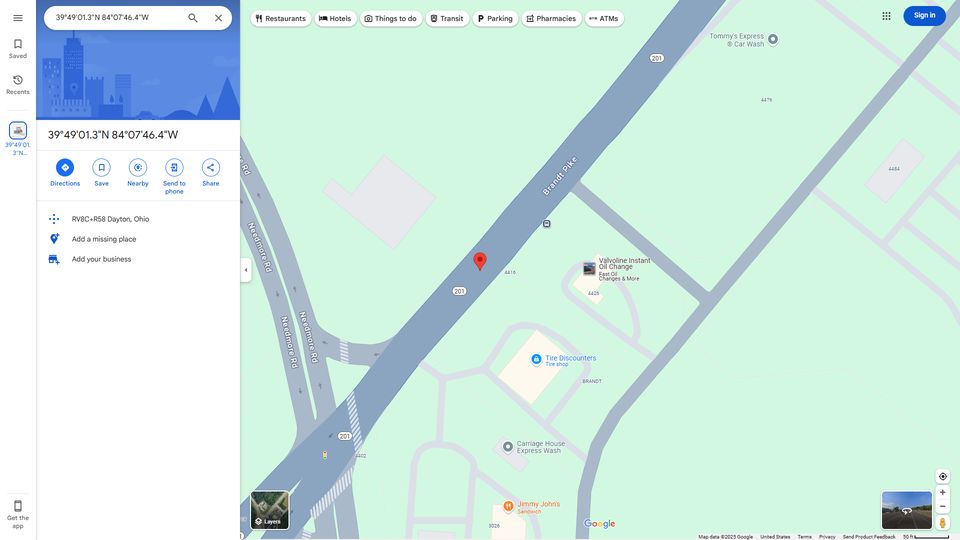 39°49'01.3"N 84°07'46.4"W
Restaurants
Hotels
Things to do
Transit
Parking
Pharmacies
ATMs
Sign in
Saved
Recents
39°49'01.
3"N...
39°49'01.3"N 84°07'46.4"W
Directions
Save
Nearby
Send to
phone
Share
RV8C+R58 Dayton, Ohio
Add a missing place
Add your business
Get the
app
Tommy's Express
® Car Wash
201
4476
4484
Brandt Pike
Needmore Rd
Valvoline Instant
Oil Change
Fast Oil
Changes & More
4416
4426
201
Needmore Rd
Needmore Rd
Tire Discounters
Tire shop
BRANDT
201
4402
Carriage House
Express Wash
Jimmy John's
Sandwich
3026
Layers
Google
Map data ©2025 Google
United States
Terms
Privacy
Send Product Feedback
50 ft